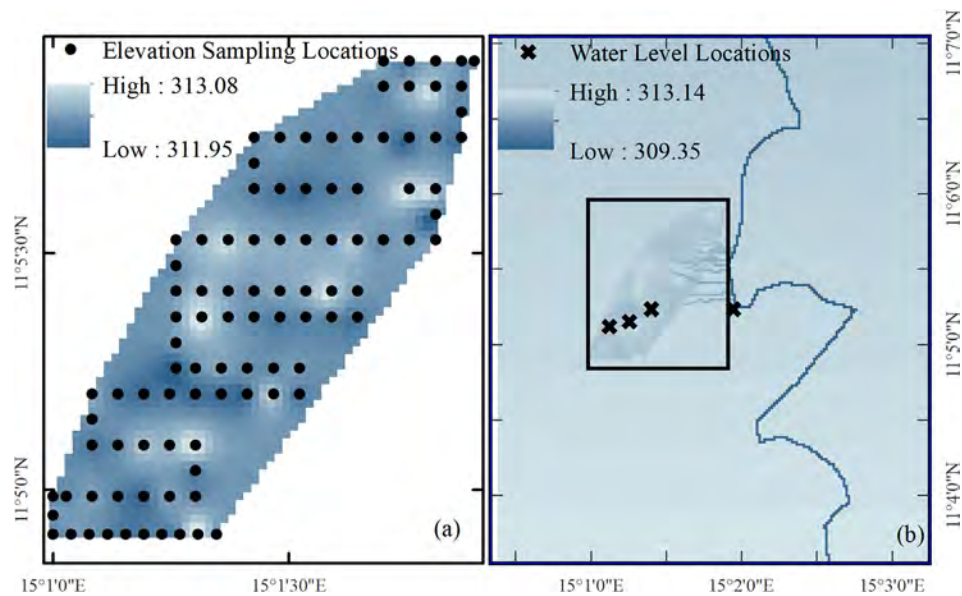 Elevation Sampling Locations
High : 313.08
Low : 311.95
11°5'30"N
11°5'0"N
(a)
15°1'0"E
15°1'30"E
Water Level Locations
High : 313.14
Low : 309.35
11°7'0"N
11°6'0"N
11°5'0"N
11°4'0"N
(b)
15°1'0"E
15°2'0"E
15°3'0"E